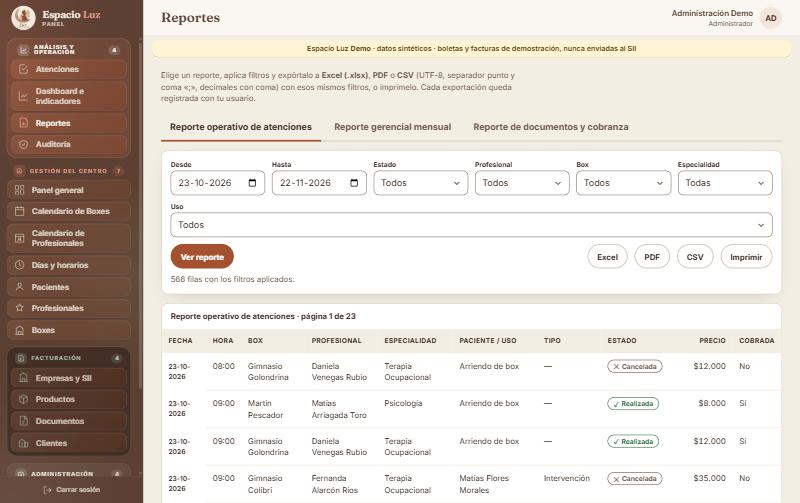 Espacio Luz
PANEL
ANÁLISIS Y
OPERACIÓN
4
Atenciones
Dashboard e
indicadores
Reportes
Auditoría
GESTIÓN DEL CENTRO 7
Panel general
Calendario de Boxes
Calendario de
Profesionales
Días y horarios
Pacientes
Profesionales
Boxes
FACTURACIÓN 4
Empresas y SII
Productos
Documentos
Clientes
ADMINISTRACIÓN 4
Cerrar sesión
Reportes
Administración Demo
Administrador
AD
Espacio Luz Demo · datos sintéticos · boletas y facturas de demostración, nunca enviadas al SII
Elige un reporte, aplica filtros y expórtalo a Excel (.xlsx), PDF o CSV (UTF-8, separador punto y
coma «;», decimales con coma) con esos mismos filtros, o imprímelo. Cada exportación queda
registrada con tu usuario.
Reporte operativo de atenciones Reporte gerencial mensual Reporte de documentos y cobranza
Desde Hasta Estado Profesional Box Especialidad
23-10-2026 22-11-2026 Todos Todos Todos Todas
Uso
Todos
Ver reporte Excel PDF CSV Imprimir
566 filas con los filtros aplicados.
Reporte operativo de atenciones · página 1 de 23
FECHA HORA BOX PROFESIONAL ESPECIALIDAD PACIENTE / USO TIPO ESTADO PRECIO COBRADA
23-10- 08:00 Gimnasio Daniela Terapia Arriendo de box — Cancelada $12.000 No
2026 Golondrina Venegas Rubio Ocupacional
23-10- 09:00 Martín Matías Psicología Arriendo de box — Realizada $8.000 Sí
2026 Pescador Arriagada Toro
23-10- 09:00 Gimnasio Daniela Terapia Arriendo de box — Realizada $12.000 Sí
2026 Golondrina Venegas Rubio Ocupacional
23-10- 09:00 Gimnasio Fernanda Terapia Matías Flores Intervención Cancelada $35.000 No
2026 Colibrí Alarcón Ríos Ocupacional Morales